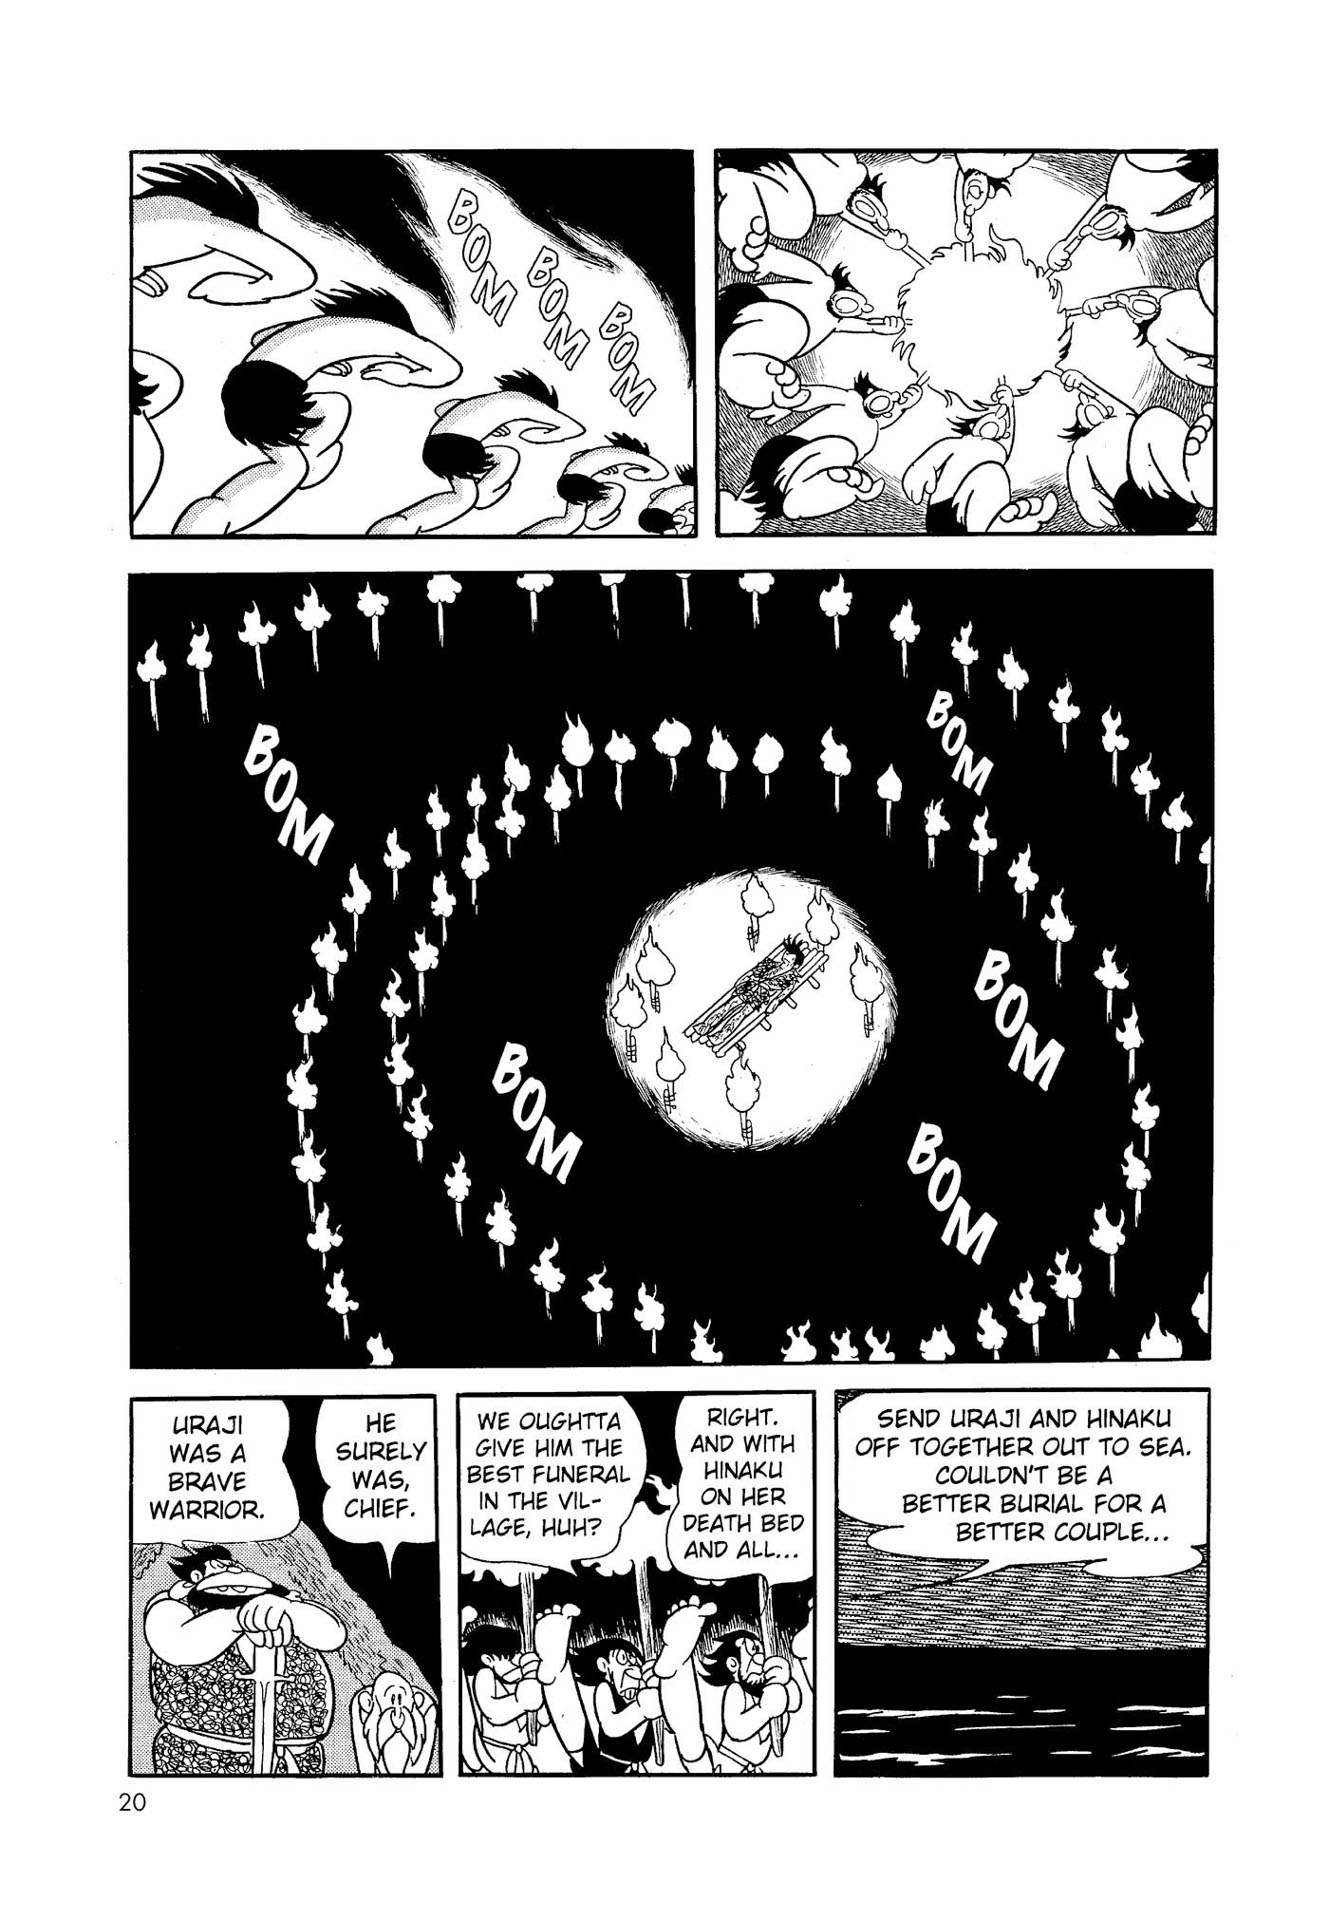 BOM
BOM
BOM
BOM
BOM
BOM
BOM
BOM
URAJI
WAS A
BRAVE
WARRIOR.
HE
SURELY
WAS,
CHIEF.
WE OUGHTTA
GIVE HIM THE
BEST FUNERAL
IN THE VIL-
LAGE, HUH?
RIGHT.
AND WITH
HINAKU
ON HER
DEATH BED
AND ALL...
SEND URAJI AND HINAKU
OFF TOGETHER OUT TO SEA.
COULDN'T BE A
BETTER BURIAL FOR A
BETTER COUPLE...
20